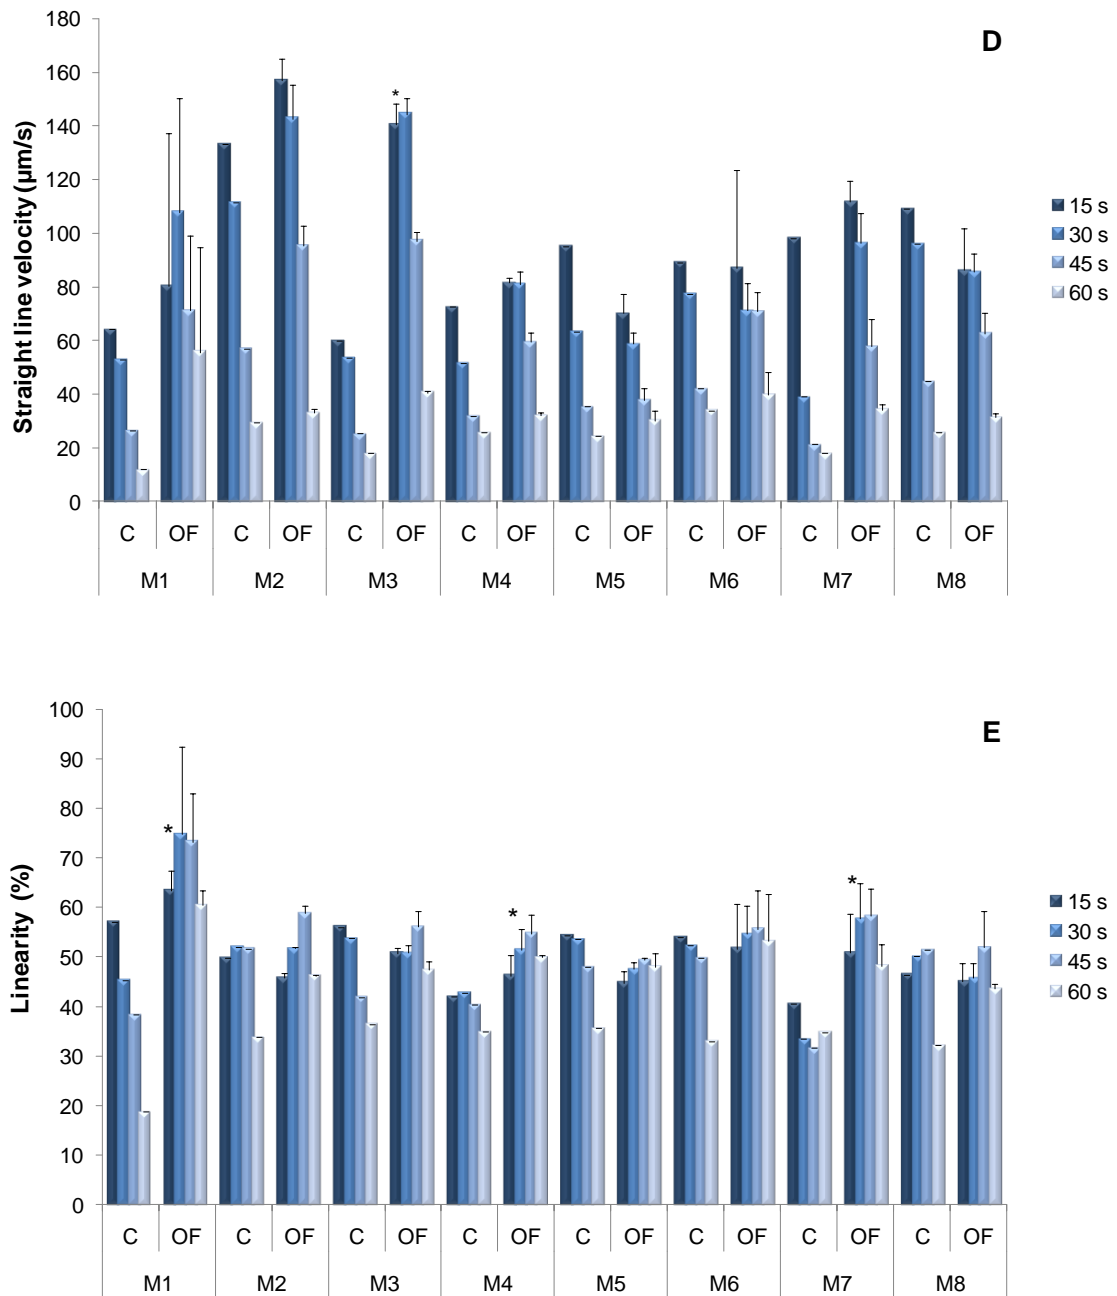 D
Straight line velocity (µm/s)
180
160
140
120
100
80
60
40
20
0
*
15 s
30 s
45 s
60 s
C OF C OF C OF C OF C OF C OF C OF C OF
M1 M2 M3 M4 M5 M6 M7 M8
E
Linearity (%)
100
90
80
70
60
50
40
30
20
10
0
* * *
15 s
30 s
45 s
60 s
C OF C OF C OF C OF C OF C OF C OF C OF
M1 M2 M3 M4 M5 M6 M7 M8